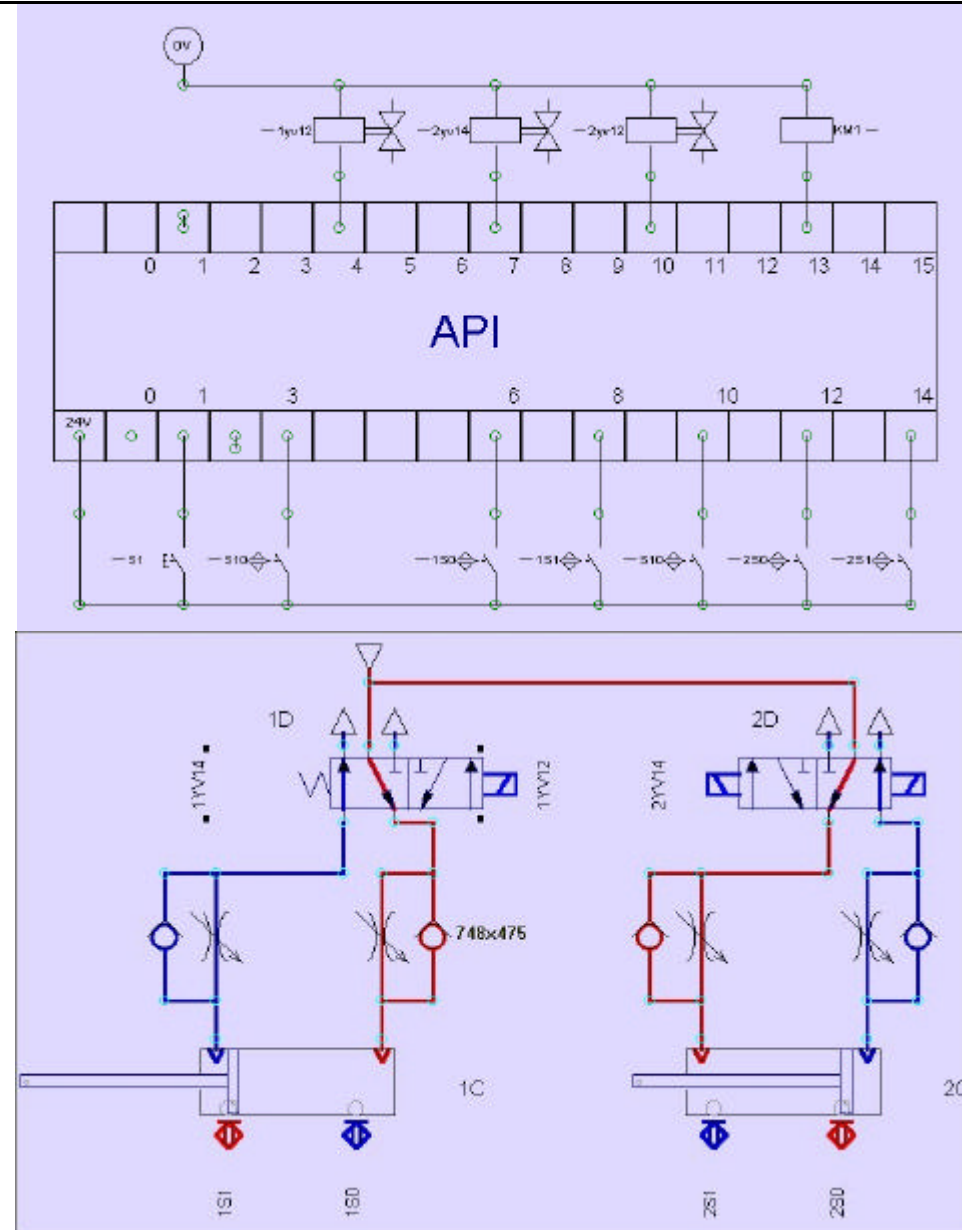 0V
1yv12 2yv14 2yv12 KM1
0 1 2 3 4 5 6 7 8 9 10 11 12 13 14 15
API
0 1 3 6 8 10 12 14
24V
S1 S10 1S0 1S1 S10 2S0 2S1
1D 2D
1YV14 1YV12 2YV14
748x475
1C 2C
1S1 1S0 2S1 2S0